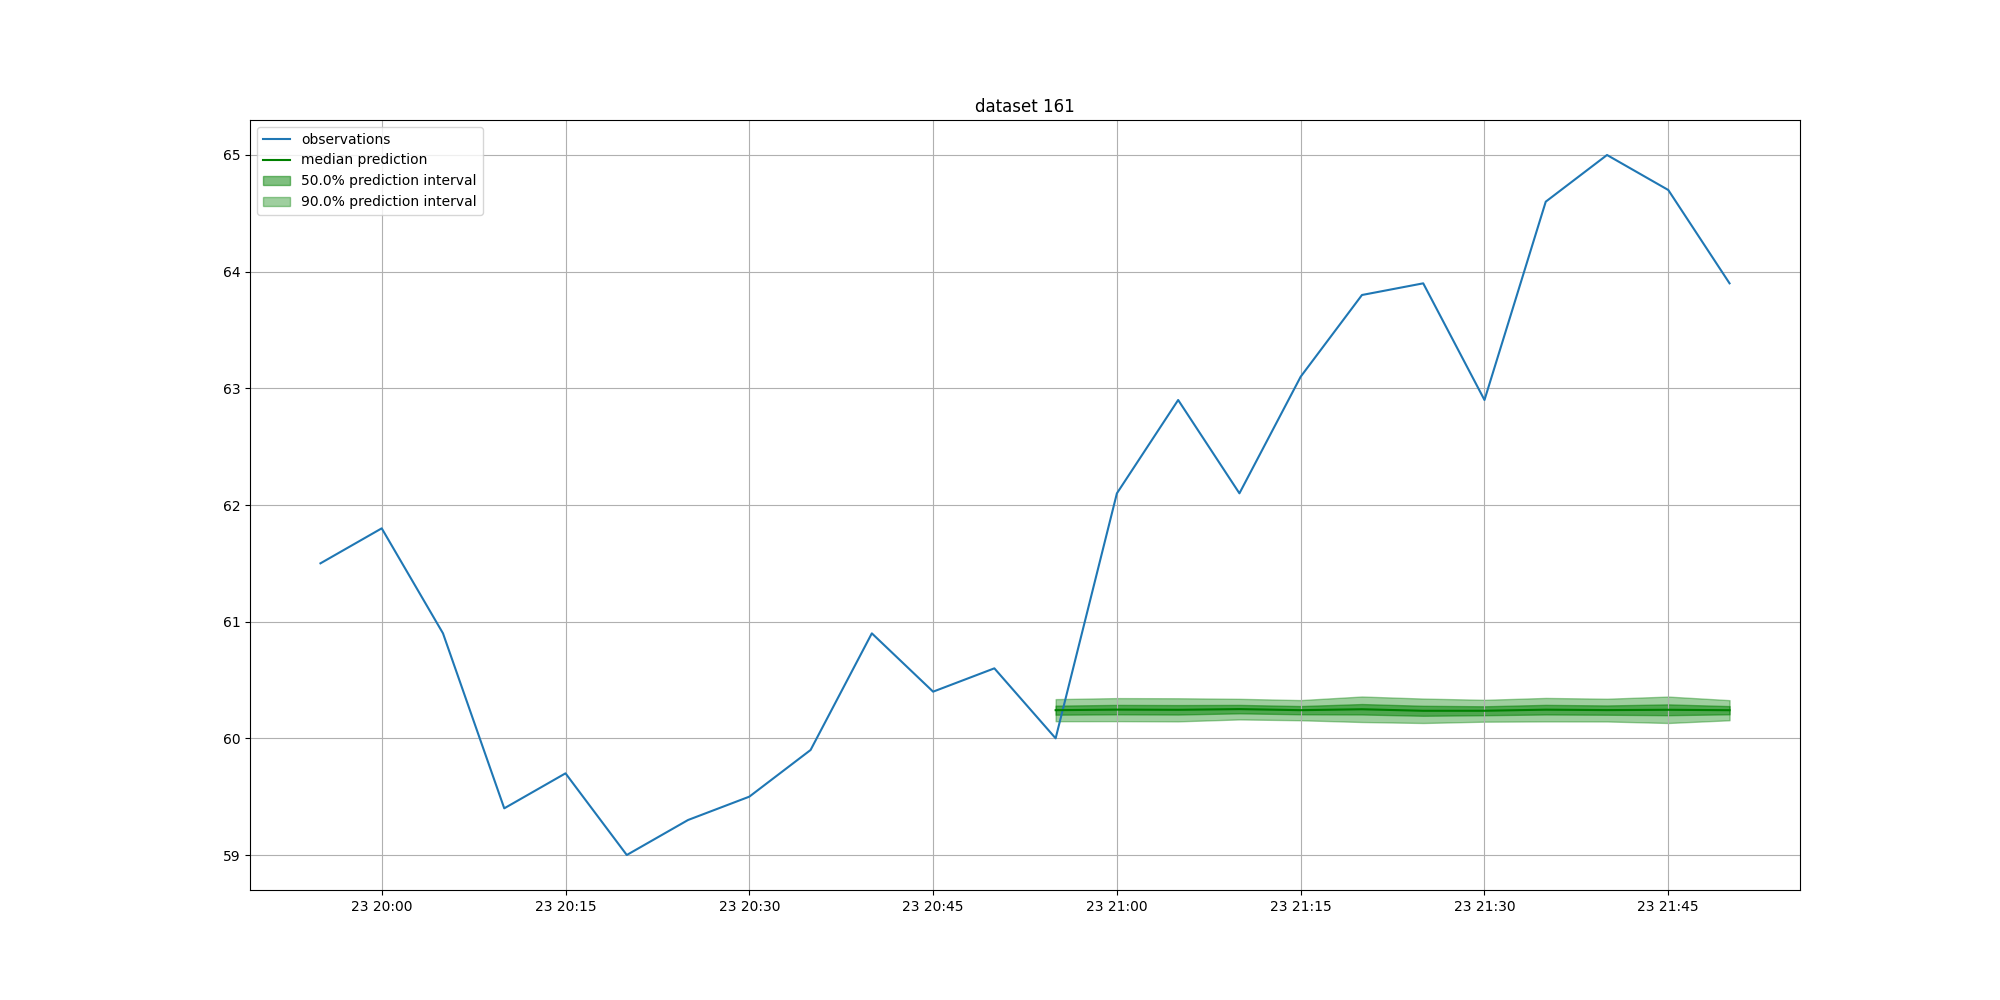 dataset 161
observations
median prediction
50.0% prediction interval
90.0% prediction interval
65
64
63
62
61
60
59
23 20:00 23 20:15 23 20:30 23 20:45 23 21:00 23 21:15 23 21:30 23 21:45